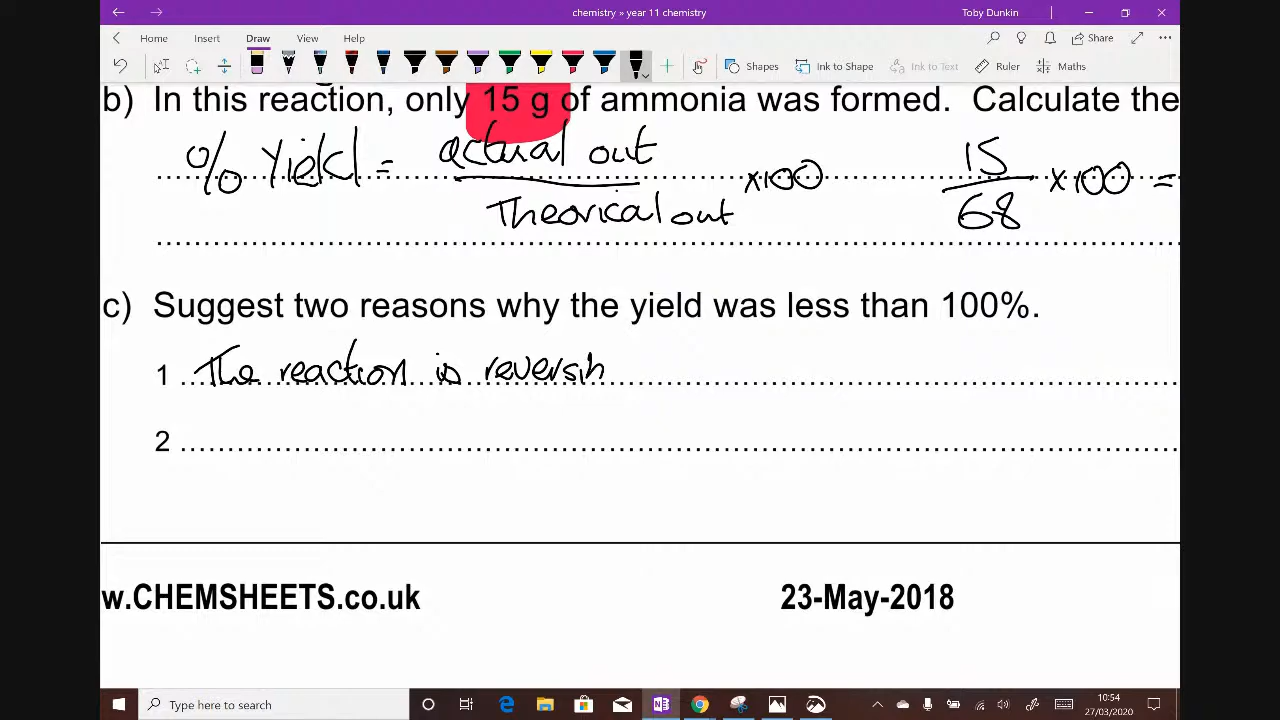 chemistry » year 11 chemistry
Toby Dunkin
Home Insert Draw View Help
Share
Shapes Ink to Shape Ink to Text Ruler Maths
b) In this reaction, only 15 g of ammonia was formed. Calculate the
% Yield = actual out x100 15 x100 =
Theorical out 68
c) Suggest two reasons why the yield was less than 100%.
1 The reaction is reversih
2
w.CHEMSHEETS.co.uk 23-May-2018
Type here to search
10:54
27/03/2020